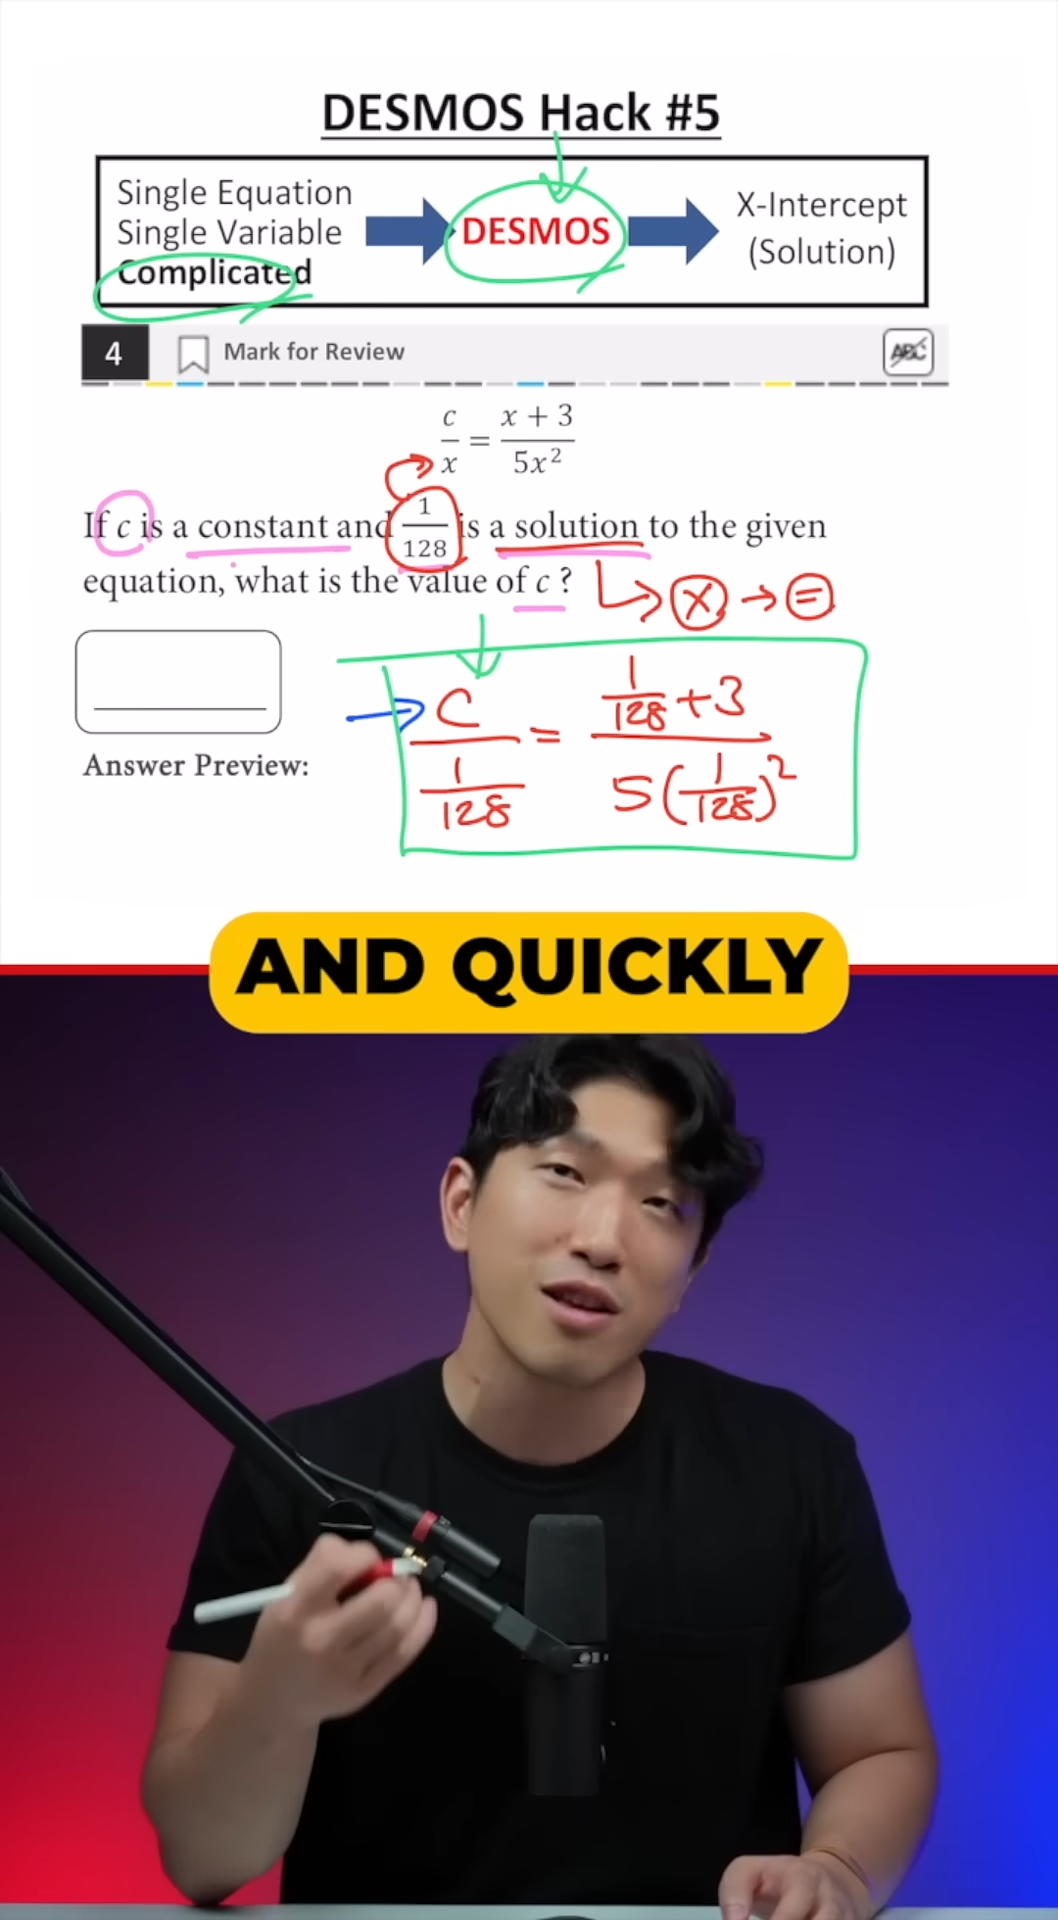 DESMOS Hack #5
Single Equation
Single Variable
Complicated
DESMOS
X-Intercept
(Solution)
4 Mark for Review ABC
c/x = x + 3/5x²
If c is a constant and 1/128 is a solution to the given
equation, what is the value of c ?
x → =
Answer Preview:
C/(1/128) = (1/128 + 3)/(5(1/128)²)
AND QUICKLY